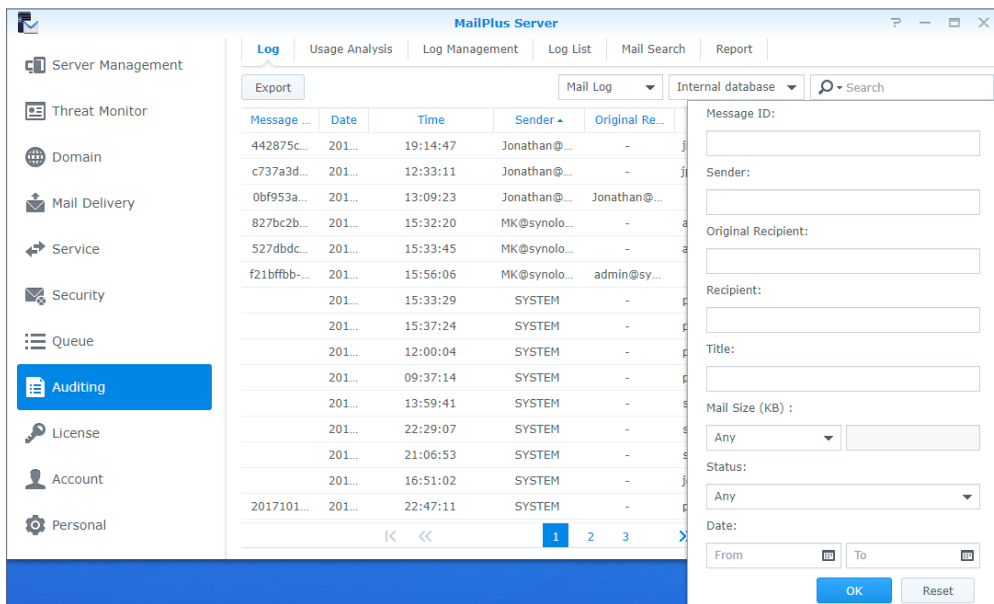 MailPlus Server
Server Management
Threat Monitor
Domain
Mail Delivery
Service
Security
Queue
Auditing
License
Account
Personal
Log Usage Analysis Log Management Log List Mail Search Report
Export Mail Log Internal database Search
Message ... Date Time Sender Original Re...
442875c... 201... 19:14:47 Jonathan@... -
c737a3d... 201... 12:33:11 Jonathan@... -
0bf953a... 201... 13:09:23 Jonathan@... Jonathan@...
827bc2b... 201... 15:32:20 MK@synolo... -
527dbdc... 201... 15:33:45 MK@synolo... -
f21bffbb-... 201... 15:56:06 MK@synolo... admin@sy...
201... 15:33:29 SYSTEM -
201... 15:37:24 SYSTEM -
201... 12:00:04 SYSTEM -
201... 09:37:14 SYSTEM -
201... 13:59:41 SYSTEM -
201... 22:29:07 SYSTEM -
201... 21:06:53 SYSTEM -
201... 16:51:02 SYSTEM -
2017101... 201... 22:47:11 SYSTEM -
1 2 3
Message ID:
Sender:
Original Recipient:
Recipient:
Title:
Mail Size (KB) :
Any
Status:
Any
Date:
From To
OK Reset